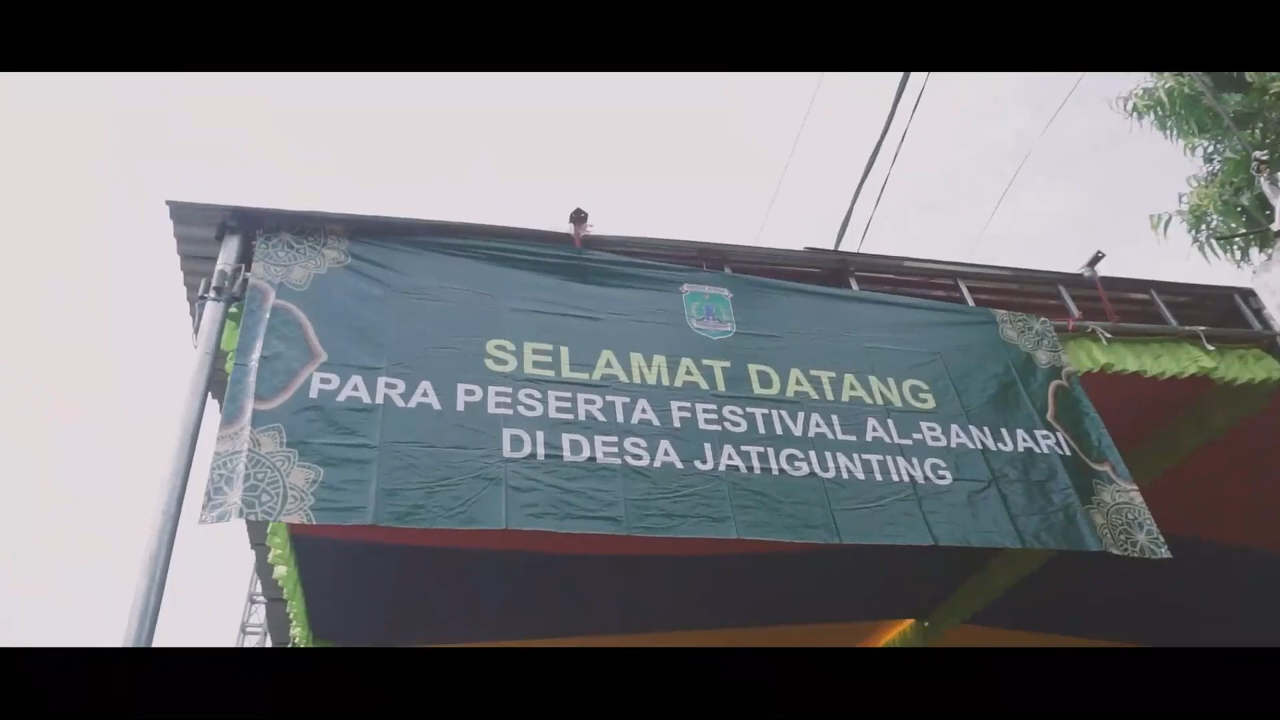 SELAMAT DATANG
PARA PESERTA FESTIVAL AL-BANJARI
DI DESA JATIGUNTING